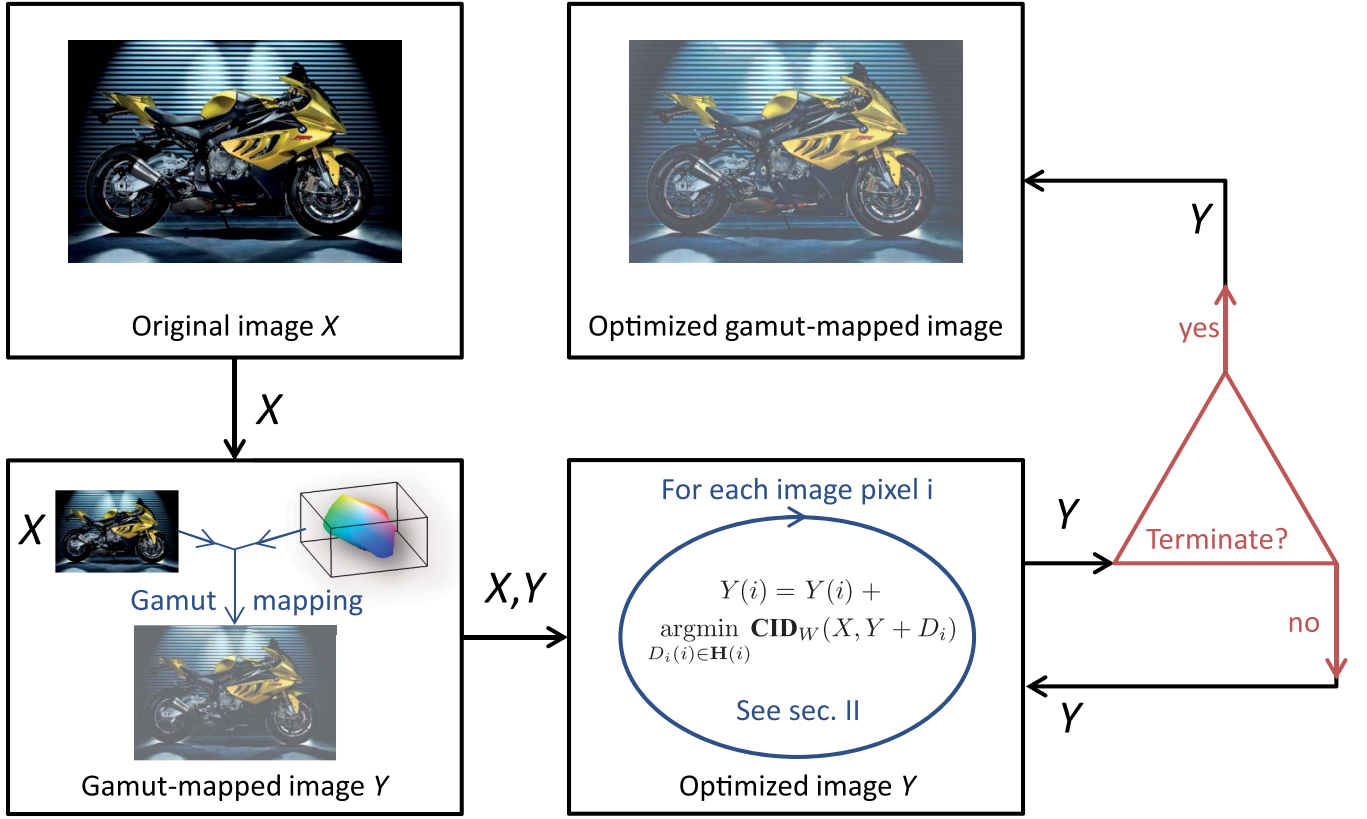 Original image X
Optimized gamut-mapped image
Y
yes
X
X
Gamut mapping
Gamut-mapped image Y
X,Y
For each image pixel i
Y(i) = Y(i) +
argmin CID_W(X, Y + D_i)
D_i(i)∈H(i)
See sec. II
Optimized image Y
Y
Terminate?
no
Y